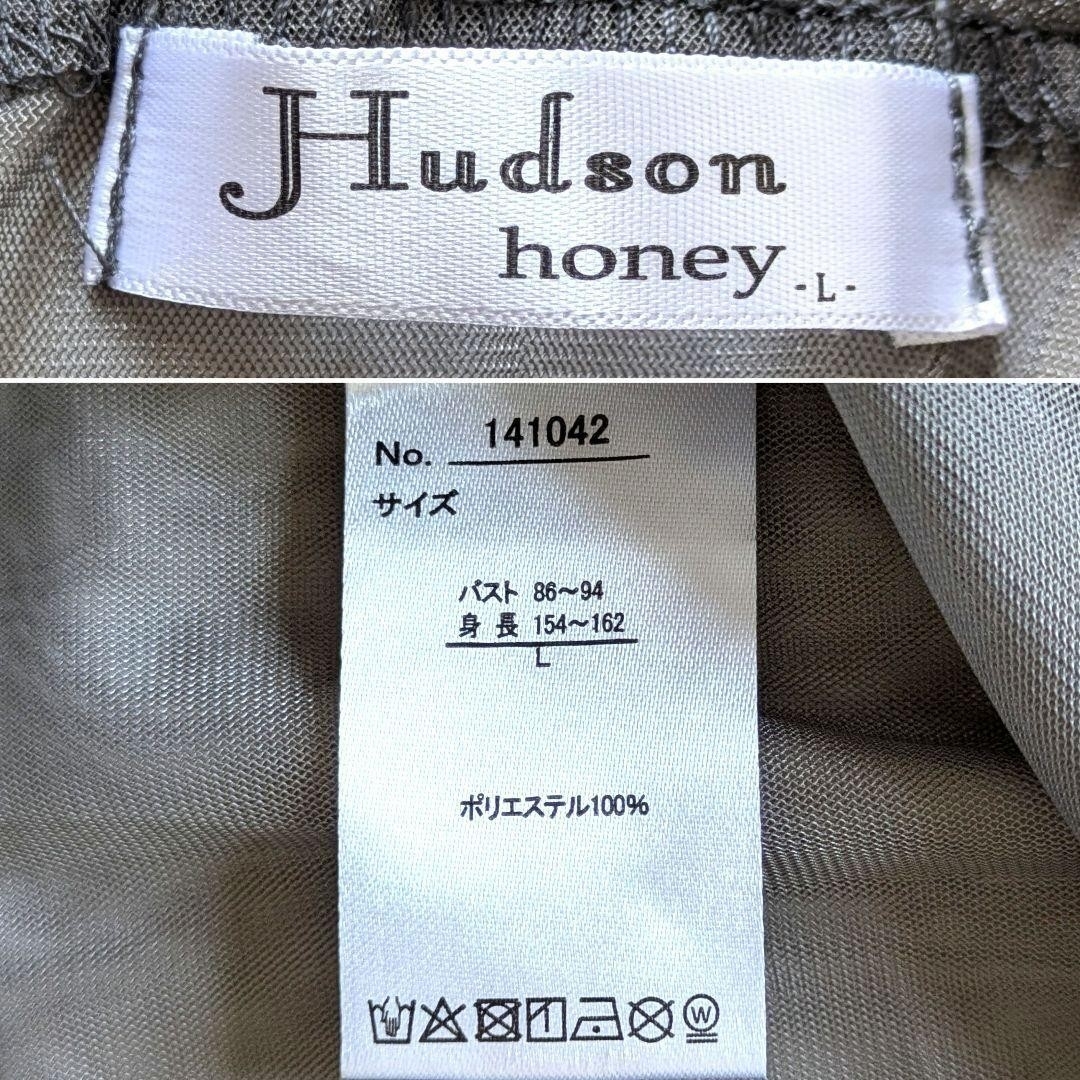 Hudson
honey
-L-
No. 141042
サイズ
バスト 86～94
身長 154～162
L
ポリエステル100%
W